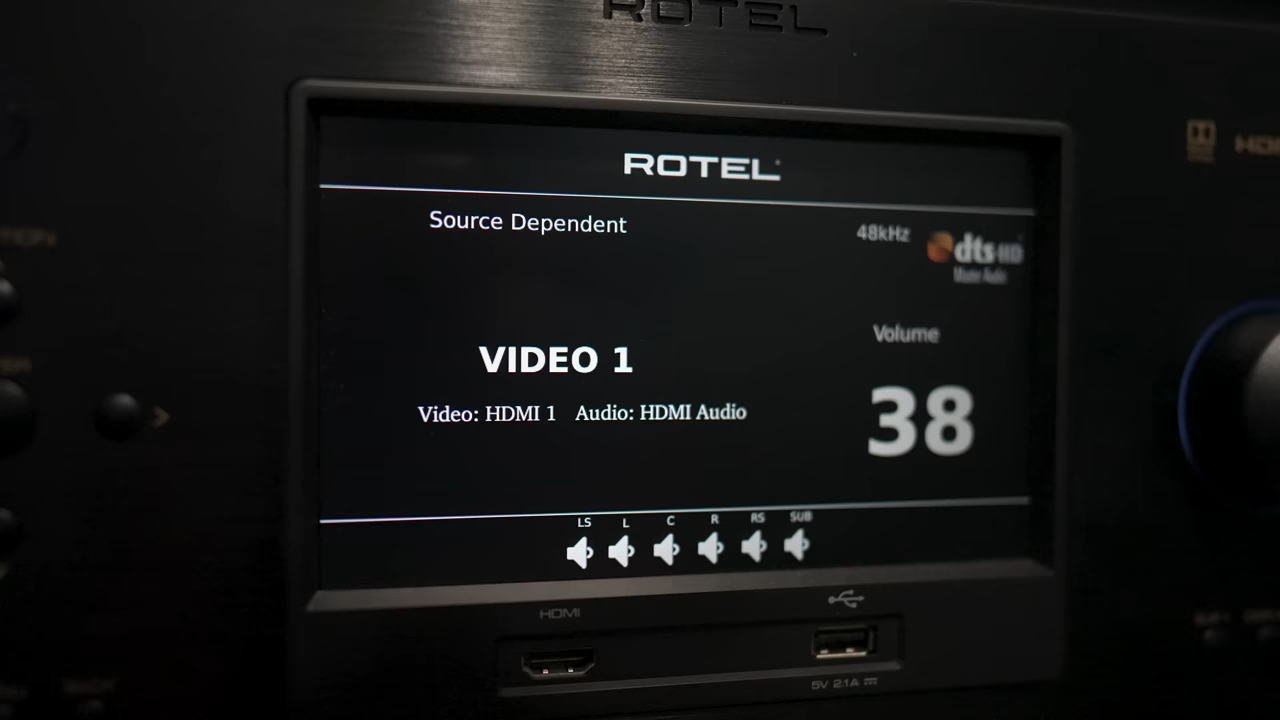 ROTEL
ROTEL
Source Dependent
48kHz
dts-HD
Master Audio
Volume
VIDEO 1
38
Video: HDMI 1 Audio: HDMI Audio
LS L C R RS SUB
HDMI
5V 2.1A